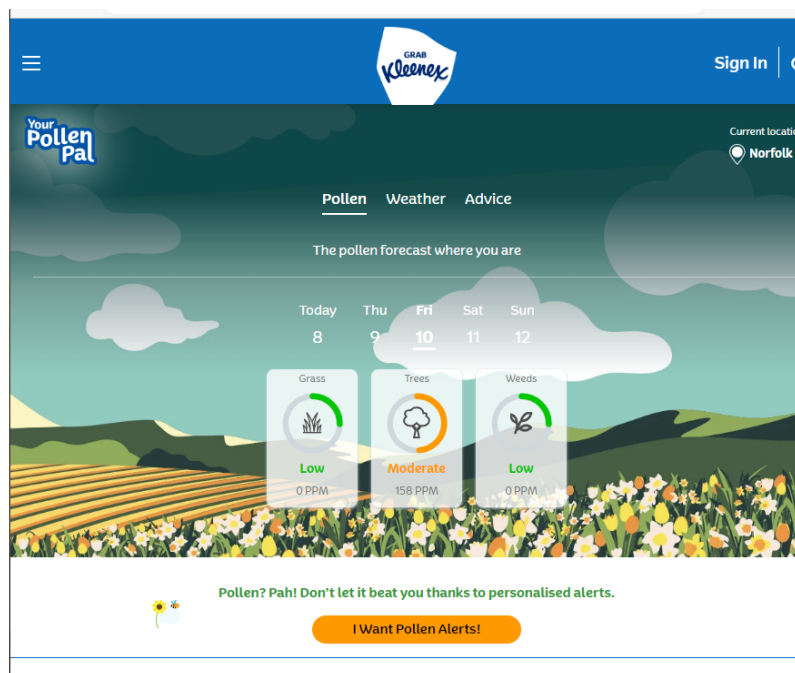 GRAB
Kleenex
Sign In
Your
Pollen
Pal
Current
Norfolk
Pollen Weather Advice
The pollen forecast where you are
Today Thu Fri Sat Sun
8 9 10 11 12
Grass Trees Weeds
Low Moderate Low
0 PPM 158 PPM 0 PPM
Pollen? Pah! Don't let it beat you thanks to personalised alerts.
I Want Pollen Alerts!